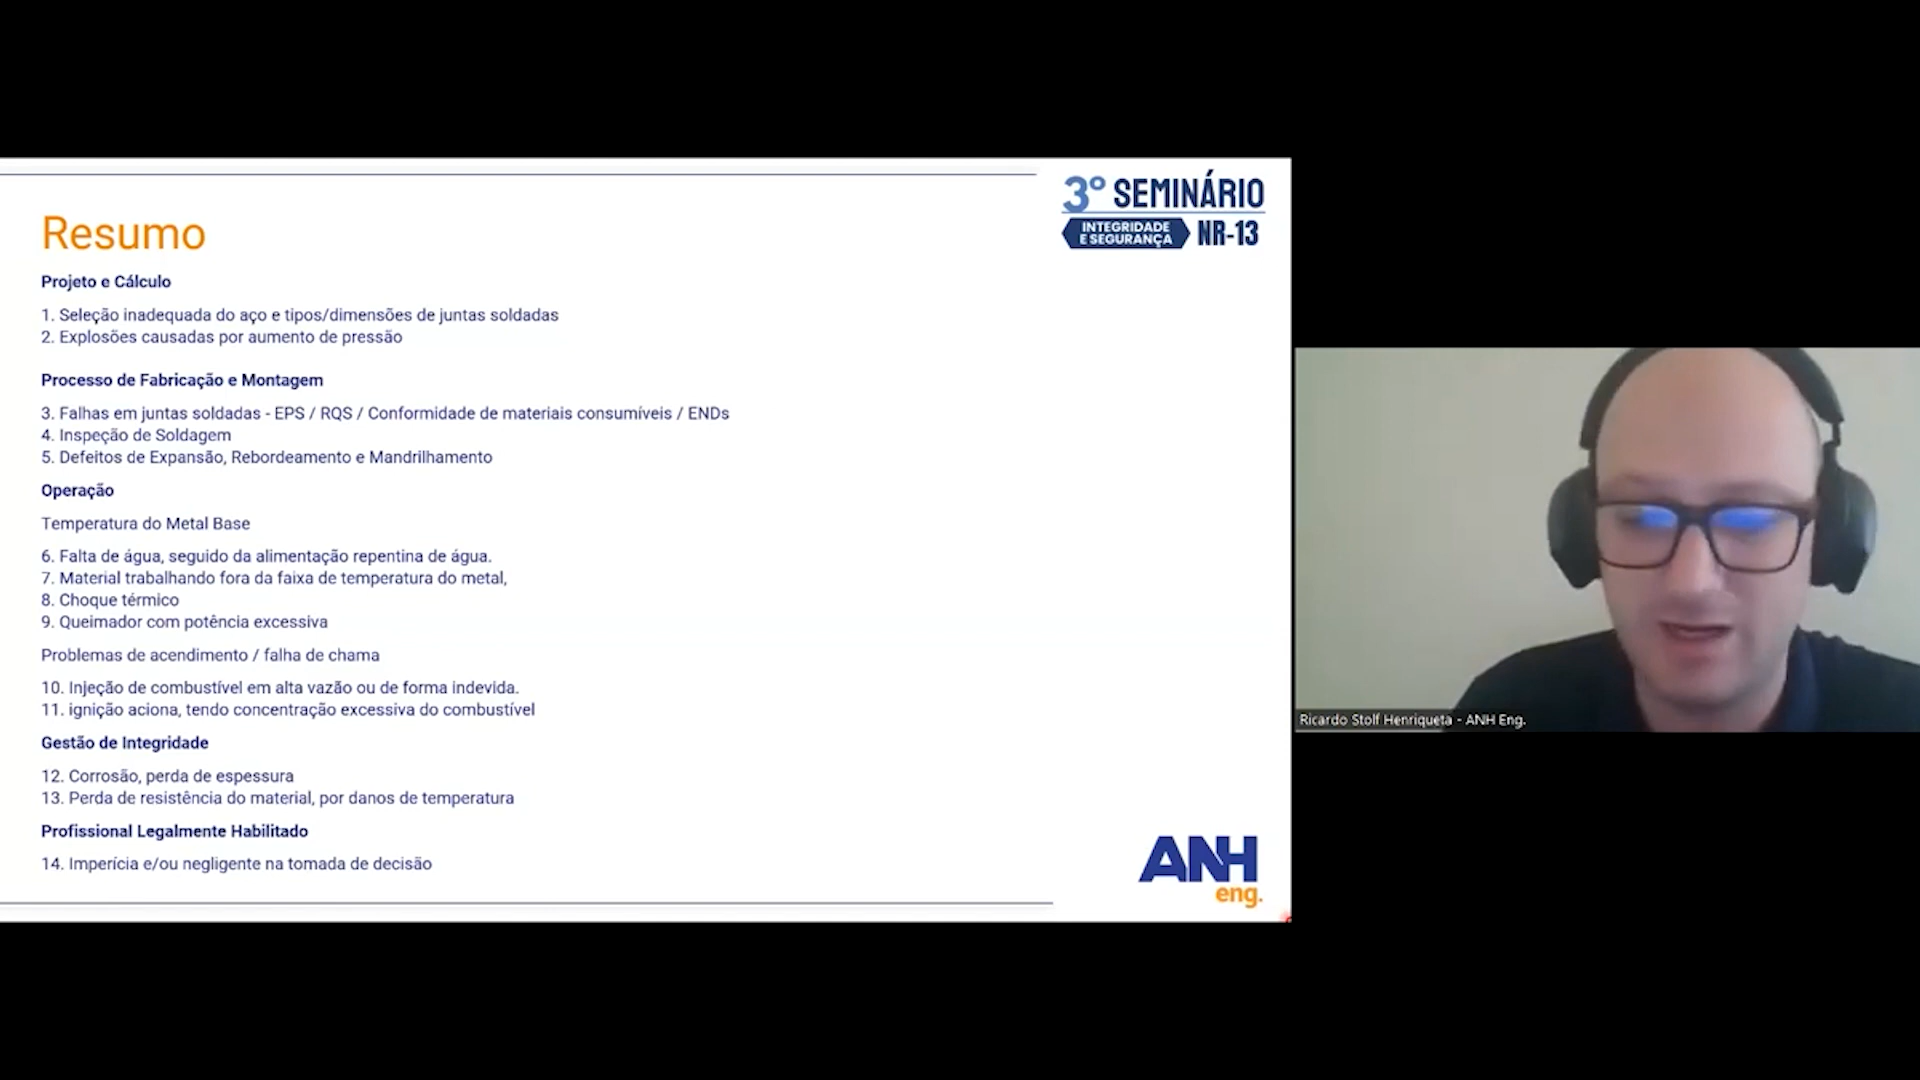 3º SEMINÁRIO
INTEGRIDADE
E SEGURANÇA
NR-13
Resumo
Projeto e Cálculo
1. Seleção inadequada do aço e tipos/dimensões de juntas soldadas
2. Explosões causadas por aumento de pressão
Processo de Fabricação e Montagem
3. Falhas em juntas soldadas - EPS / RQS / Conformidade de materiais consumíveis / ENDs
4. Inspeção de Soldagem
5. Defeitos de Expansão, Rebordeamento e Mandrilhamento
Operação
Temperatura do Metal Base
6. Falta de água, seguido da alimentação repentina de água.
7. Material trabalhando fora da faixa de temperatura do metal,
8. Choque térmico
9. Queimador com potência excessiva
Problemas de acendimento / falha de chama
10. Injeção de combustível em alta vazão ou de forma indevida.
11. ignição aciona, tendo concentração excessiva do combustível
Gestão de Integridade
12. Corrosão, perda de espessura
13. Perda de resistência do material, por danos de temperatura
Profissional Legalmente Habilitado
14. Imperícia e/ou negligente na tomada de decisão
ANH
eng.
Ricardo Stolf Henriqueta - ANH Eng.